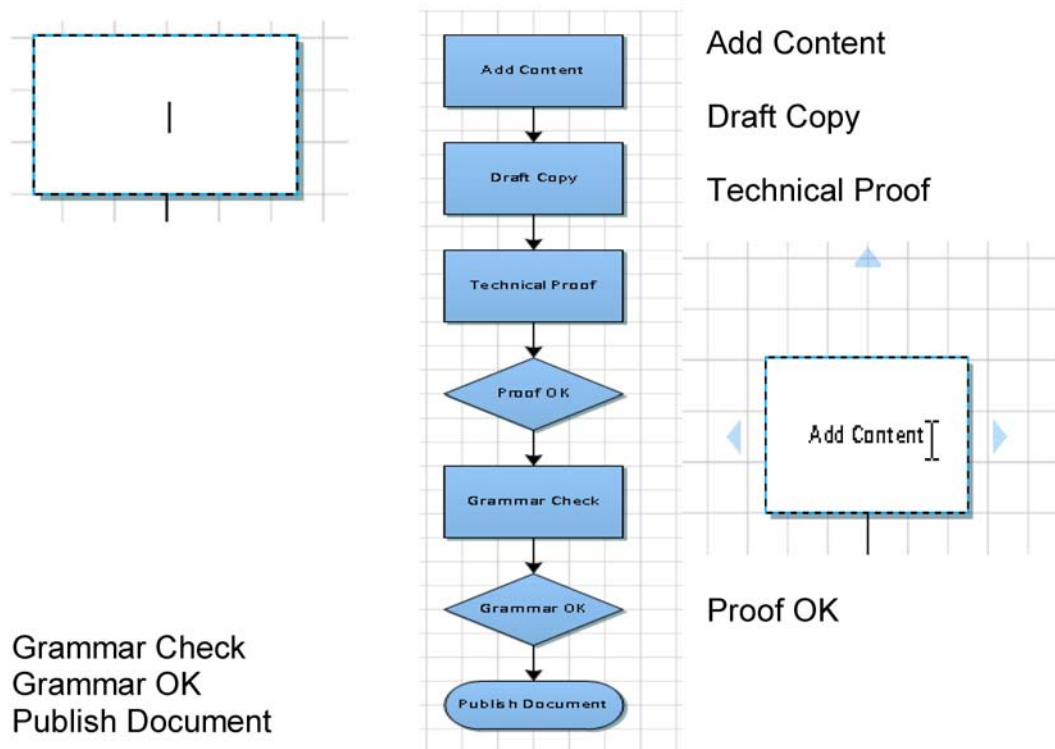 Add Content
Draft Copy
Technical Proof
Proof OK
Grammar Check
Grammar OK
Publish Document
Add Content
Draft Copy
Technical Proof
Add Content
Proof OK
Grammar Check
Grammar OK
Publish Document